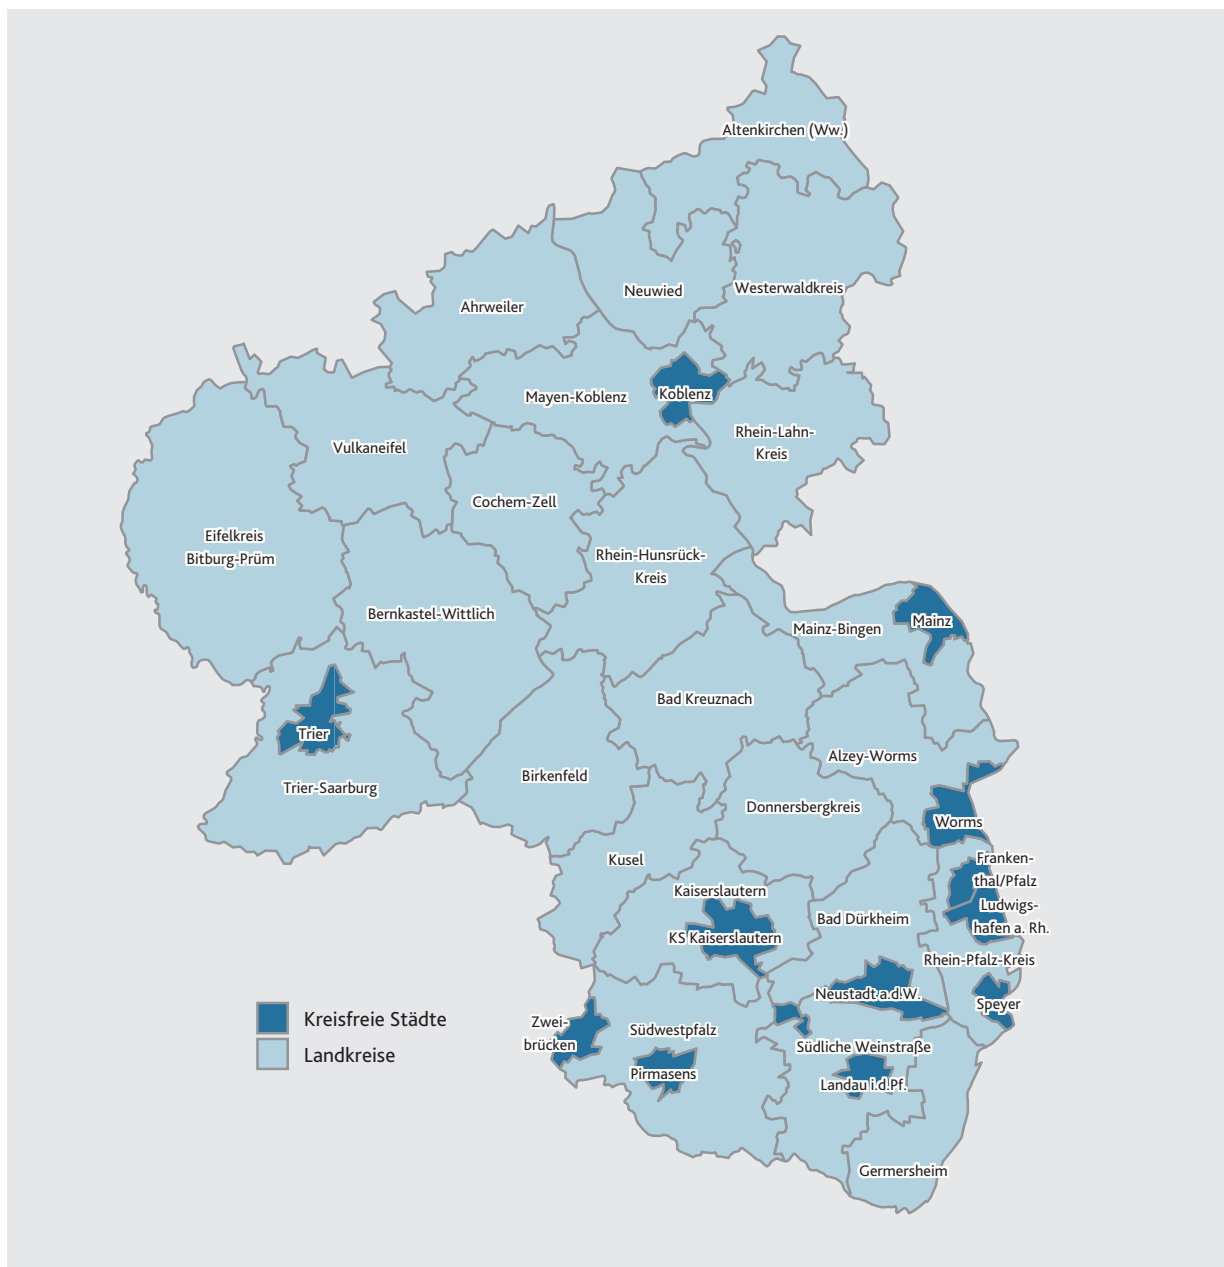 Altenkirchen (Ww.)
Neuwied
Westerwaldkreis
Ahrweiler
Mayen-Koblenz
Koblenz
Rhein-Lahn-
Kreis
Vulkaneifel
Cochem-Zell
Eifelkreis
Bitburg-Prüm
Rhein-Hunsrück-
Kreis
Bernkastel-Wittlich
Mainz-Bingen
Mainz
Bad Kreuznach
Trier
Alzey-Worms
Birkenfeld
Trier-Saarburg
Donnersbergkreis
Worms
Kusel
Franken-
thal/Pfalz
Kaiserslautern
Ludwigs-
hafen a. Rh.
Bad Dürkheim
KS Kaiserslautern
Rhein-Pfalz-Kreis
Neustadt a.d.W.
Speyer
Kreisfreie Städte
Landkreise
Zwei-
brücken
Südwestpfalz
Südliche Weinstraße
Pirmasens
Landau i.d.Pf.
Germersheim